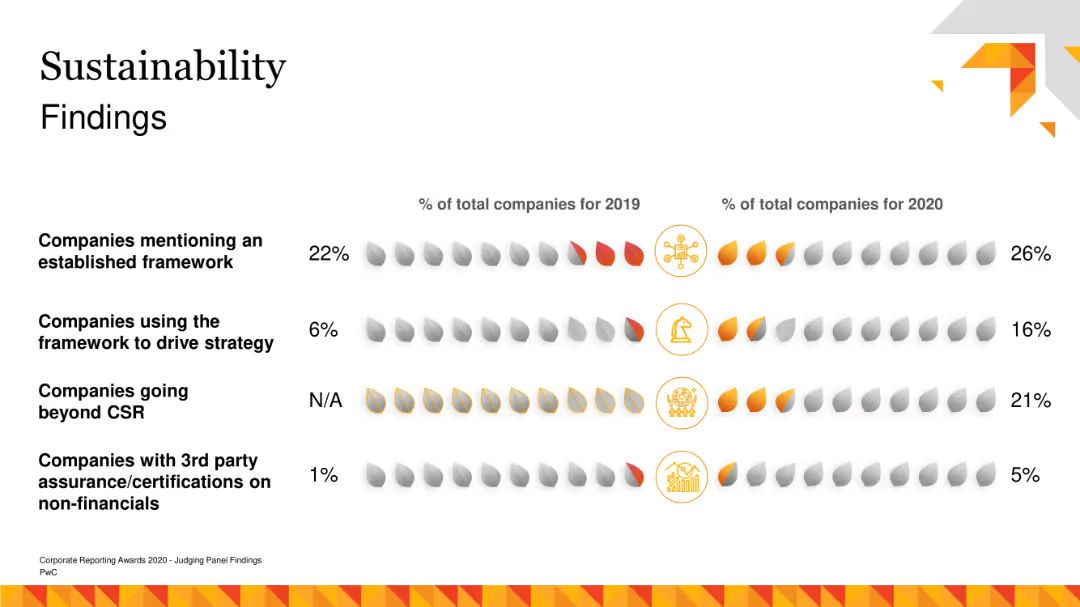 Sustainability
Findings
% of total companies for 2019
% of total companies for 2020
Companies mentioning an
established framework
22%
26%
Companies using the
framework to drive strategy
6%
16%
Companies going
beyond CSR
N/A
21%
Companies with 3rd party
assurance/certifications on
non-financials
1%
5%
Corporate Reporting Awards 2020 - Judging Panel Findings
PwC